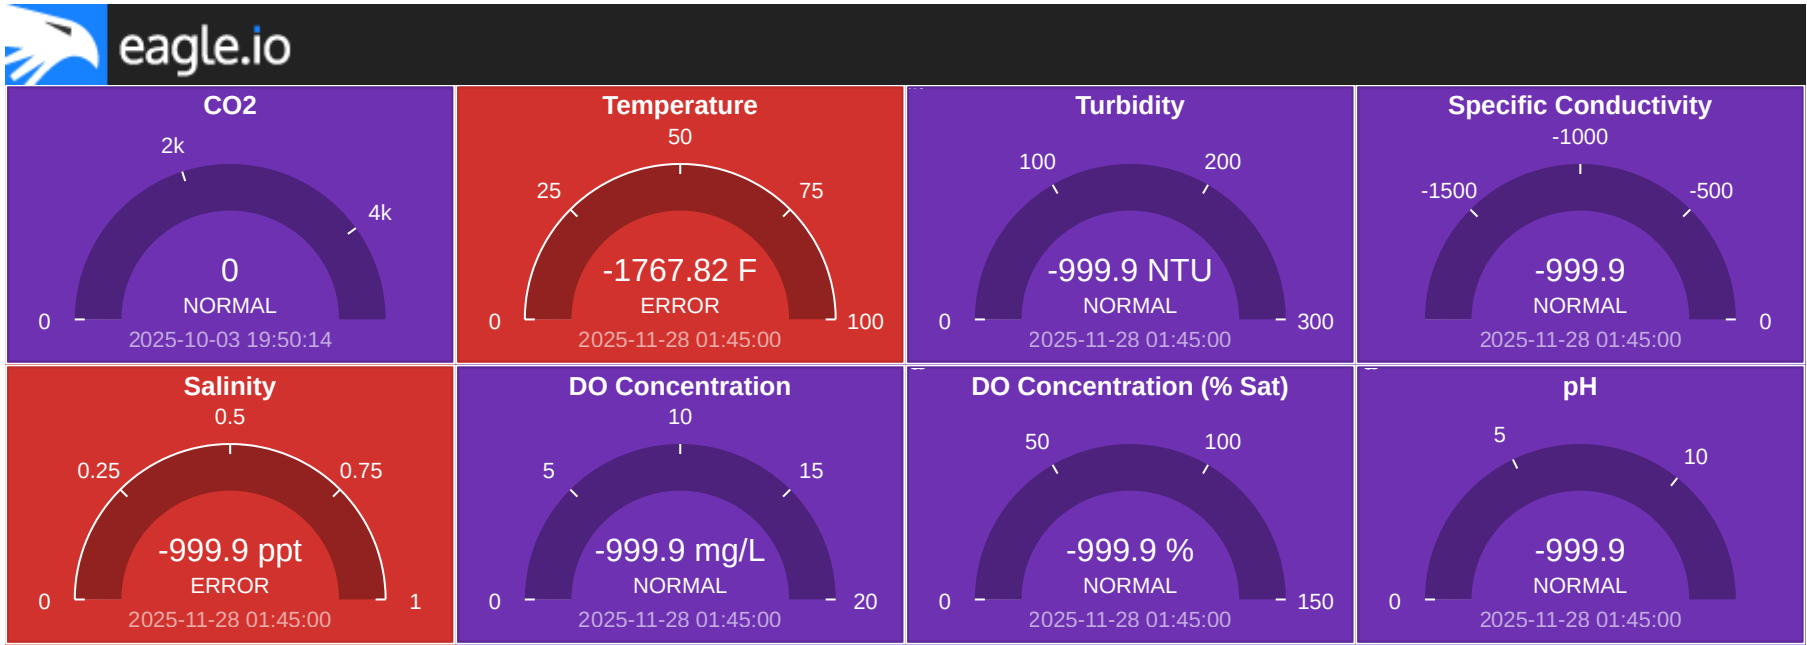 eagle.io
CO2
2k
4k
0
0
NORMAL
2025-10-03 19:50:14
Temperature
50
25
75
-1767.82 F
ERROR
0
100
2025-11-28 01:45:00
Turbidity
100
200
-999.9 NTU
NORMAL
0
300
2025-11-28 01:45:00
Specific Conductivity
-1000
-1500
-500
-999.9
NORMAL
0
2025-11-28 01:45:00
Salinity
0.5
0.25
0.75
-999.9 ppt
ERROR
0
1
2025-11-28 01:45:00
DO Concentration
10
5
15
-999.9 mg/L
NORMAL
0
20
2025-11-28 01:45:00
DO Concentration (% Sat)
50
100
-999.9 %
NORMAL
0
150
2025-11-28 01:45:00
pH
5
10
-999.9
NORMAL
0
2025-11-28 01:45:00